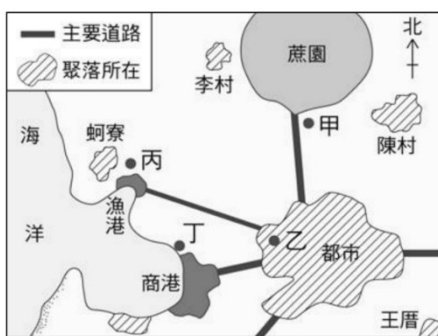 主要道路
聚落所在
蔗園
北
李村
甲
陳村
海洋
蚵寮
丙
漁港
丁
乙
都市
商港
王厝